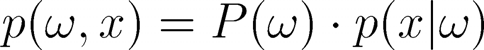 p(ω, x) = P(ω) · p(x|ω)